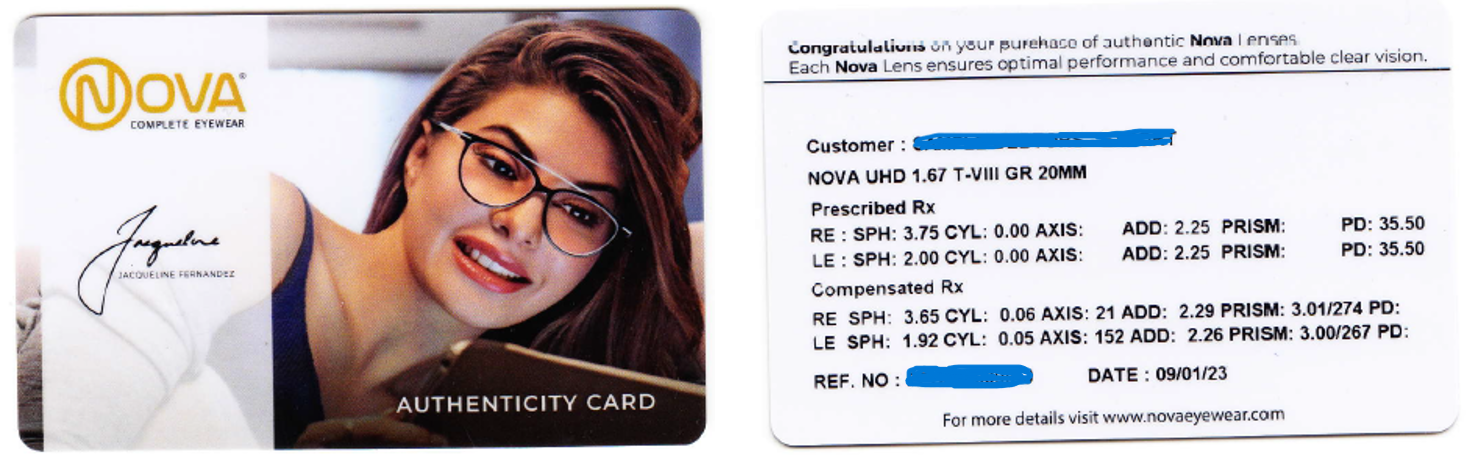 NOVA®
COMPLETE EYEWEAR
Jacqueline
JACQUELINE FERNANDEZ
AUTHENTICITY CARD
Congratulations on your purchase of authentic Nova Lenses
Each Nova Lens ensures optimal performance and comfortable clear vision.
Customer :
NOVA UHD 1.67 T-VIII GR 20MM
Prescribed Rx
RE : SPH: 3.75 CYL: 0.00 AXIS: ADD: 2.25 PRISM: PD: 35.50
LE : SPH: 2.00 CYL: 0.00 AXIS: ADD: 2.25 PRISM: PD: 35.50
Compensated Rx
RE SPH: 3.65 CYL: 0.06 AXIS: 21 ADD: 2.29 PRISM: 3.01/274 PD:
LE SPH: 1.92 CYL: 0.05 AXIS: 152 ADD: 2.26 PRISM: 3.00/267 PD:
REF. NO : DATE : 09/01/23
For more details visit www.novaeyewear.com